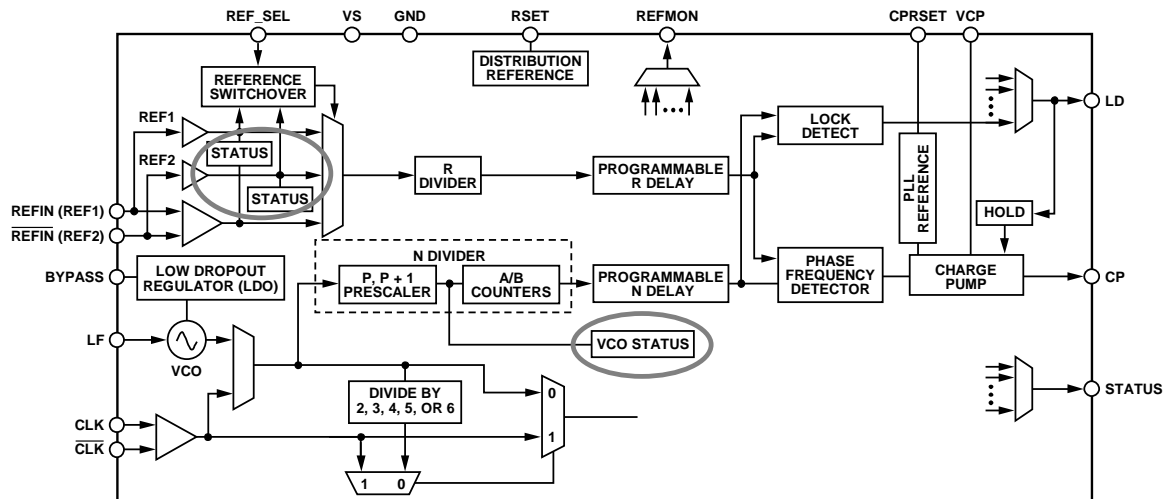 REF_SEL
VS
GND
RSET
REFMON
CPRSET
VCP
DISTRIBUTION
REFERENCE
REFERENCE
SWITCHOVER
REF1
STATUS
REF2
STATUS
R
DIVIDER
PROGRAMMABLE
R DELAY
LOCK
DETECT
LD
PLL
REFERENCE
HOLD
REFIN (REF1)
REFIN (REF2)
BYPASS
LOW DROPOUT
REGULATOR (LDO)
N DIVIDER
P, P + 1
PRESCALER
A/B
COUNTERS
PROGRAMMABLE
N DELAY
PHASE
FREQUENCY
DETECTOR
CHARGE
PUMP
CP
LF
VCO
VCO STATUS
DIVIDE BY
2, 3, 4, 5, OR 6
0
1
STATUS
CLK
CLK
1 0